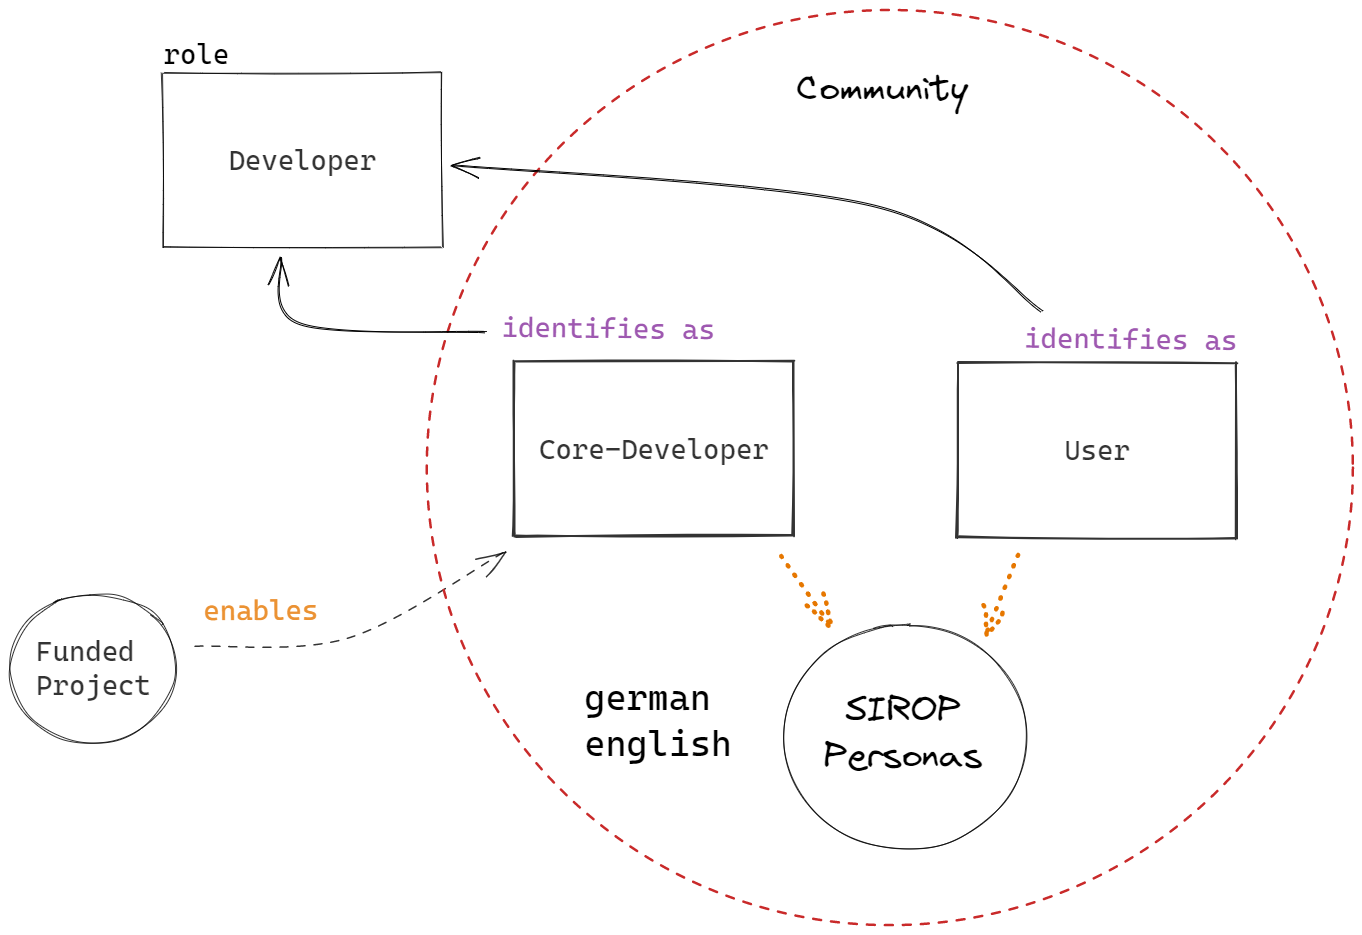 role
Community
Developer
identifies as
identifies as
Core-Developer
User
enables
Funded
Project
german
english
SIROP
Personas